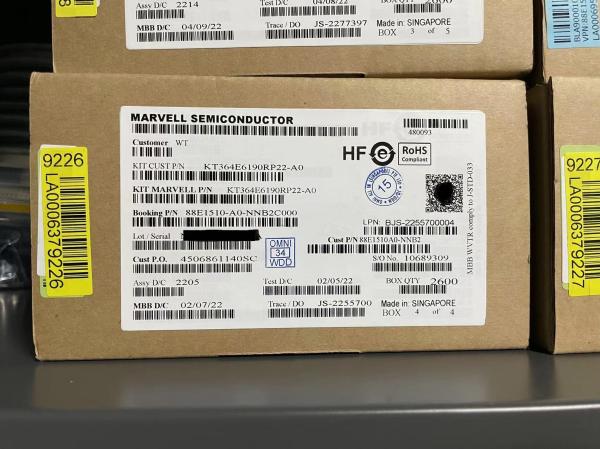 Assy D/C 2214
Test D/C 04/08/22
BOX QTY 2600
MBB D/C 04/09/22
Trace / DO JS-2277397
Made in: SINGAPORE
BOX 3 of 5
MARVELL SEMICONDUCTOR
480093
Customer WT
HF e RoHS
Compliant
KIT CUST P/N KT364E6190RP22-A0
KIT MARVELL P/N KT364E6190RP22-A0
15
Booking P/N 88E1510-A0-NNB2C000
LPN: BJS-2255700004
Lot / Serial
Cust P/N 88E1510A0-NNB2
OMNI
34
WDD
Cust P.O. 4506861140SC
S/O No. 10689309
Assy D/C 2205
Test D/C 02/05/22
BOX QTY 2600
MBB D/C 02/07/22
Trace / DO JS-2255700
Made in: SINGAPORE
BOX 4 of 4
MBB WVTR comply to J-STD-033
9226
LA0006379226
9227
LA0006379227